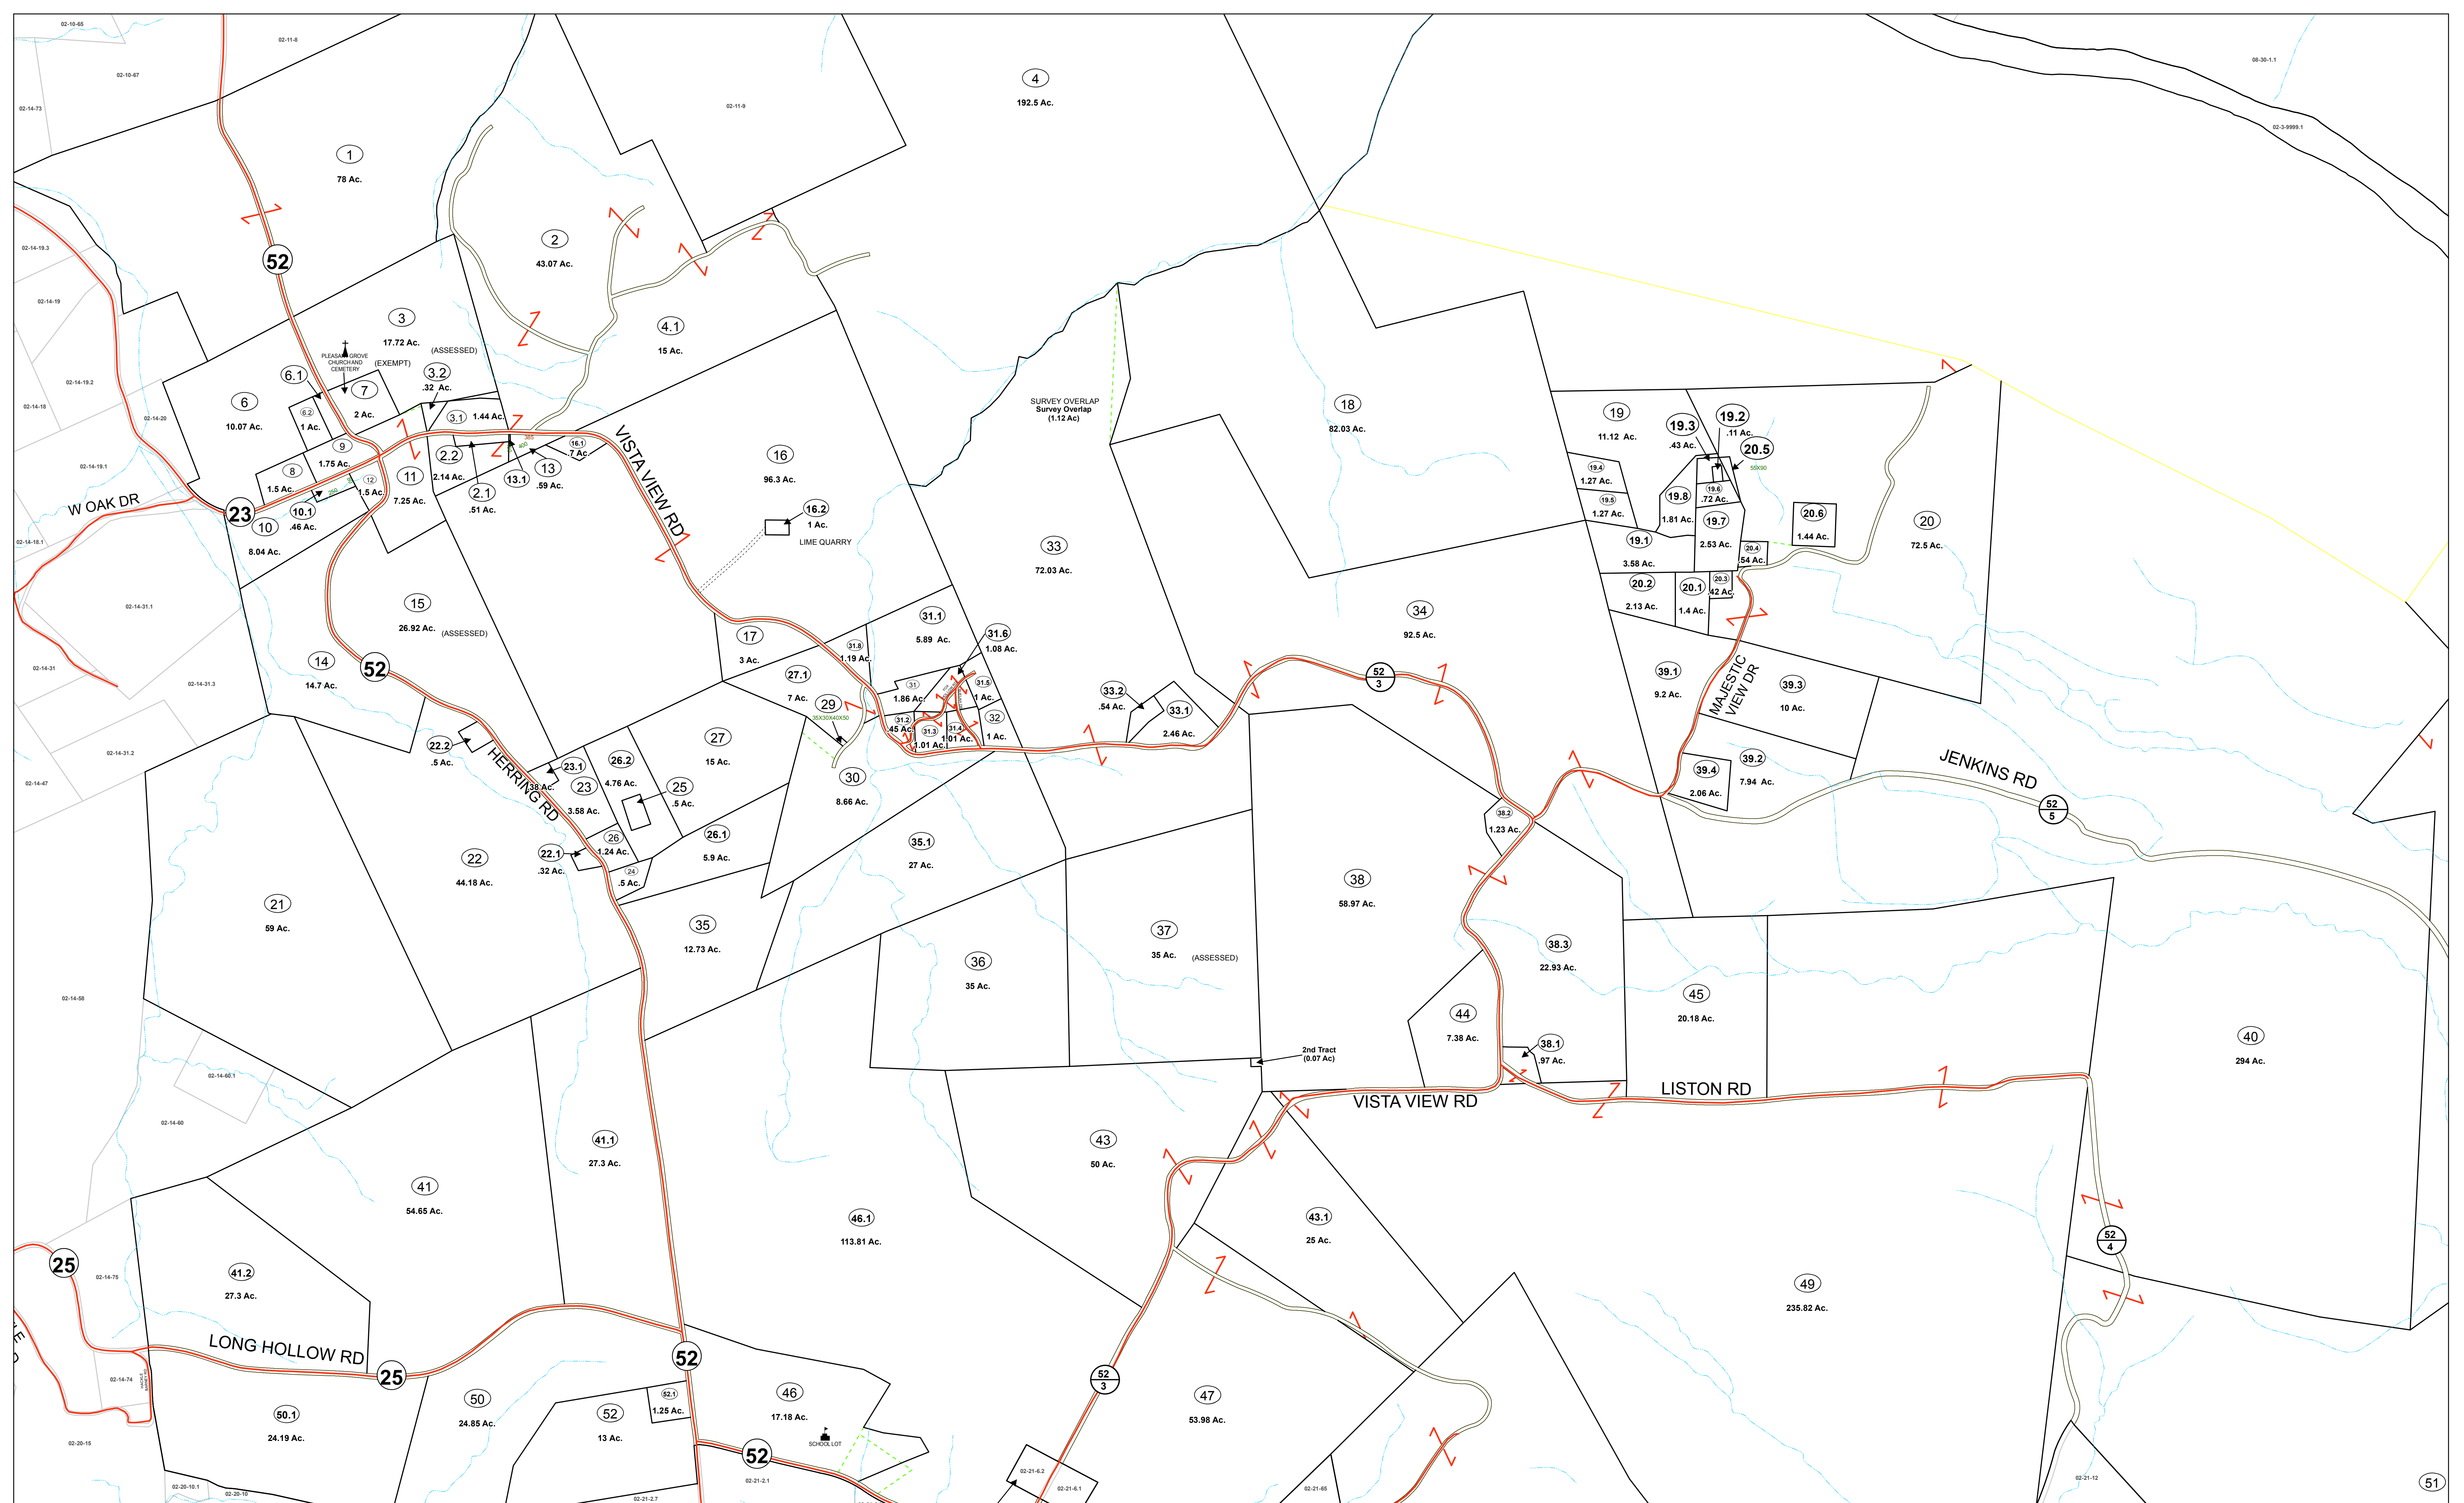 02-10-65
02-11-8
02-10-67
02-14-73
02-11-9
4
192.5 Ac.
08-30-1.1
02-3-9999.1
1
78 Ac.
02-14-19.3
52
2
43.07 Ac.
02-14-19
3
17.72 Ac.
(ASSESSED)
4.1
15 Ac.
PLEASANT GROVE
CHURCH AND
CEMETERY
(EXEMPT)
6.1
7
2 Ac.
3.2
.32 Ac.
02-14-19.2
02-14-18
02-14-20
6
10.07 Ac.
6.2
1 Ac.
3.1
1.44 Ac.
9
1.75 Ac.
8
1.5 Ac.
12
1.5 Ac.
11
7.25 Ac.
2.2
2.14 Ac.
2.1
.51 Ac.
13.1
13
.59 Ac.
385
400
16.1
.7 Ac.
VISTA VIEW RD
16
96.3 Ac.
16.2
1 Ac.
LIME QUARRY
SURVEY OVERLAP
Survey Overlap
(1.12 Ac)
18
82.03 Ac.
19
11.12 Ac.
19.3
.43 Ac.
19.2
.11 Ac.
20.5
55X90
19.4
1.27 Ac.
19.5
1.27 Ac.
19.8
1.81 Ac.
19.6
.72 Ac.
19.7
2.53 Ac.
20.6
1.44 Ac.
20
72.5 Ac.
19.1
3.58 Ac.
20.4
.54 Ac.
20.2
2.13 Ac.
20.1
1.4 Ac.
20.3
.42 Ac.
02-14-19.1
W OAK DR
23
10
8.04 Ac.
10.1
.46 Ac.
250
02-14-18.1
02-14-31.1
33
72.03 Ac.
15
26.92 Ac.
(ASSESSED)
34
92.5 Ac.
17
3 Ac.
31.8
1.19 Ac.
31.1
5.89 Ac.
31.6
1.08 Ac.
14
14.7 Ac.
52
02-14-31
02-14-31.3
27.1
7 Ac.
31
1.86 Ac.
31.5
1 Ac.
29
35X30X40X50
31.2
.45 Ac.
31.3
1.01 Ac.
31.4
1.01 Ac.
32
1 Ac.
33.2
.54 Ac.
33.1
2.46 Ac.
52
3
39.1
9.2 Ac.
MAJESTIC
VIEW DR
39.3
10 Ac.
02-14-31.2
02-14-47
22.2
.5 Ac.
HERRING RD
23.1
.38 Ac.
23
3.58 Ac.
26.2
4.76 Ac.
27
15 Ac.
25
.5 Ac.
30
8.66 Ac.
39.4
2.06 Ac.
39.2
7.94 Ac.
JENKINS RD
52
5
38.2
1.23 Ac.
22
44.18 Ac.
22.1
.32 Ac.
26
1.24 Ac.
24
.5 Ac.
26.1
5.9 Ac.
35.1
27 Ac.
38
58.97 Ac.
21
59 Ac.
35
12.73 Ac.
36
35 Ac.
37
35 Ac.
(ASSESSED)
38.3
22.93 Ac.
02-14-58
45
20.18 Ac.
44
7.38 Ac.
38.1
.97 Ac.
2nd Tract
(0.07 Ac)
40
294 Ac.
02-14-60.1
02-14-60
VISTA VIEW RD
LISTON RD
41.1
27.3 Ac.
43
50 Ac.
41
54.65 Ac.
46.1
113.81 Ac.
43.1
25 Ac.
52
4
25
02-14-75
41.2
27.3 Ac.
49
235.82 Ac.
LONG HOLLOW RD
25
52
52
3
02-14-74
50.1
24.19 Ac.
50
24.85 Ac.
52
13 Ac.
52.1
1.25 Ac.
46
17.18 Ac.
SCHOOL LOT
47
53.98 Ac.
02-20-15
52
02-21-6.2
02-21-6.1
02-21-65
02-21-12
51
02-20-10.1
02-20-10
02-21-2.7
02-21-2.1